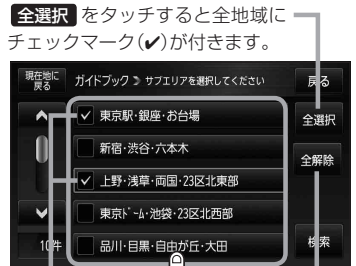 全選択 をタッチすると全地域に
チェックマーク(✔)が付きます。
現在地に
戻る
ガイドブック > サブエリアを選択してください
戻る
東京駅・銀座・お台場
全選択
新宿・渋谷・六本木
全解除
上野・浅草・両国・23区北東部
東京ドーム・池袋・23区北西部
10件
品川・目黒・自由が丘・大田
検索